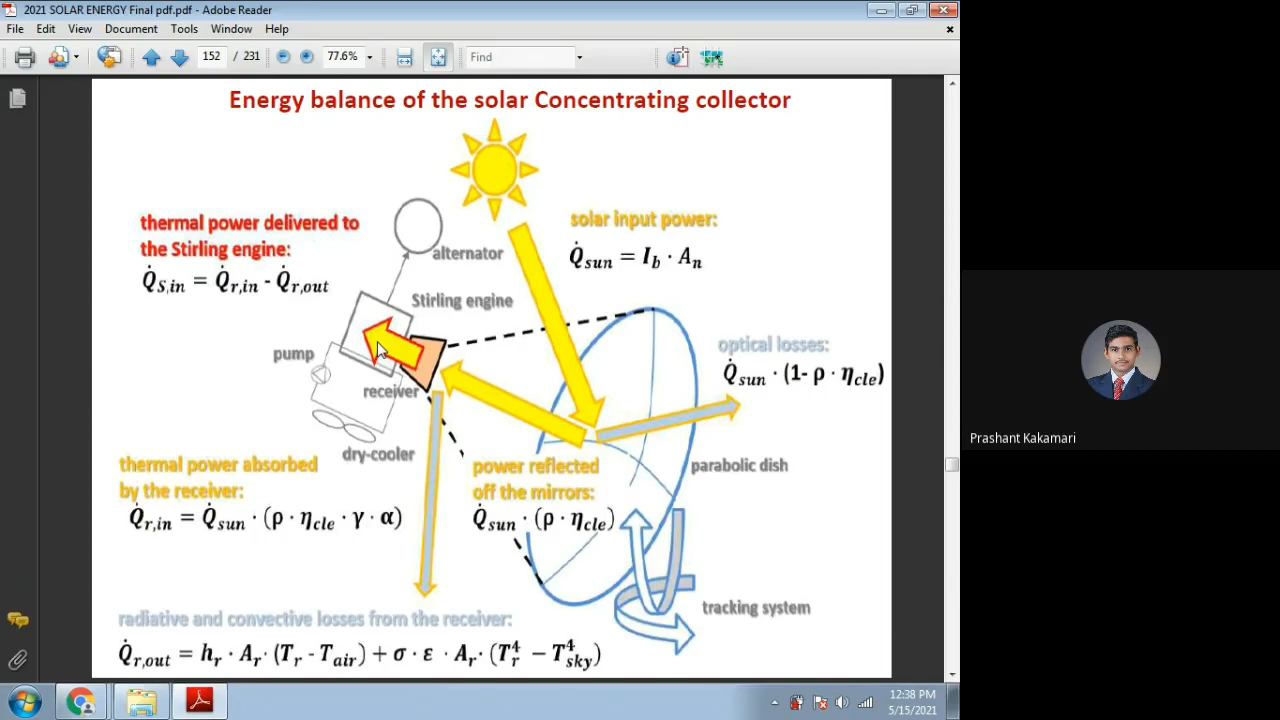 2021 SOLAR ENERGY Final pdf.pdf - Adobe Reader
File Edit View Document Tools Window Help
152 / 231 77.6% Find
Energy balance of the solar Concentrating collector
thermal power delivered to
the Stirling engine:
Q̇S,in = Q̇r,in - Q̇r,out
solar input power:
Q̇sun = Ib · An
alternator
Stirling engine
pump
receiver
dry-cooler
optical losses:
Q̇sun · (1- ρ · ηcle)
parabolic dish
thermal power absorbed
by the receiver:
Q̇r,in = Q̇sun · (ρ · ηcle · γ · α)
power reflected
off the mirrors:
Q̇sun · (ρ · ηcle)
tracking system
radiative and convective losses from the receiver:
Q̇r,out = hr · Ar · (Tr - Tair) + σ · ε · Ar · (Tr⁴ − Tsky⁴)
Prashant Kakamari
12:38 PM
5/15/2021